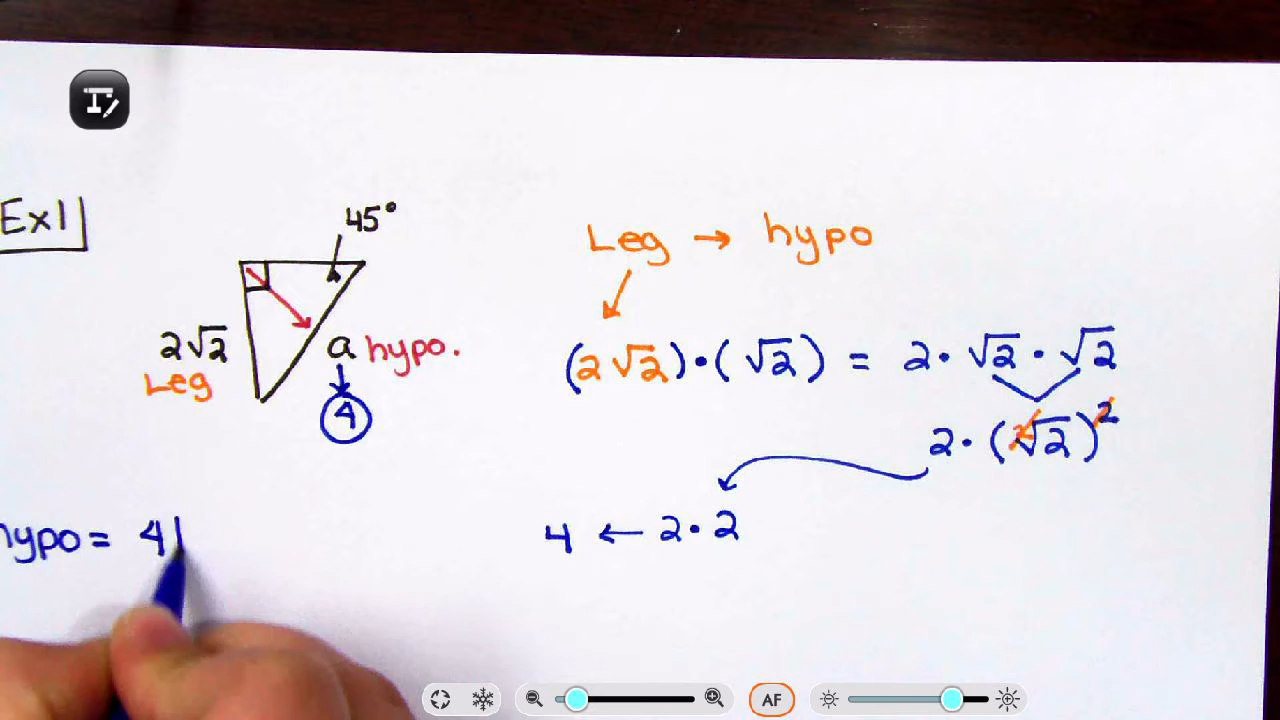 Ex1
45°
Leg → hypo
2√2
Leg
a hypo.
4
(2√2)•(√2) = 2•√2•√2
2•(²√2)²
hypo = 4
4 ← 2•2
AF